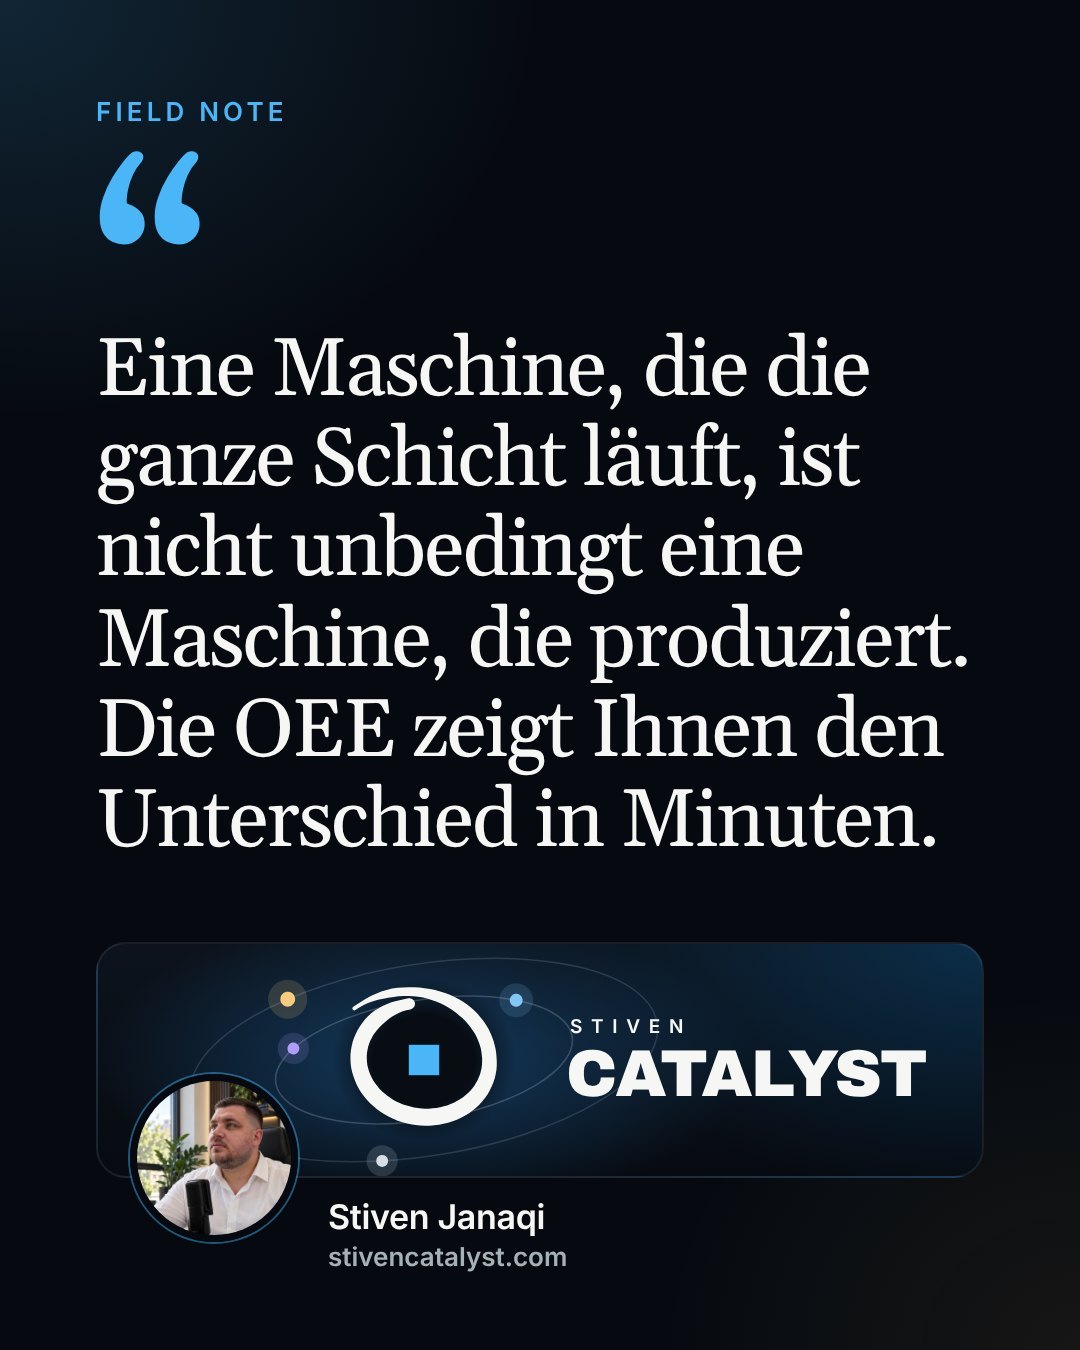 FIELD NOTE
“
Eine Maschine, die die
ganze Schicht läuft, ist
nicht unbedingt eine
Maschine, die produziert.
Die OEE zeigt Ihnen den
Unterschied in Minuten.
STIVEN
CATALYST
Stiven Janaqi
stivencatalyst.com